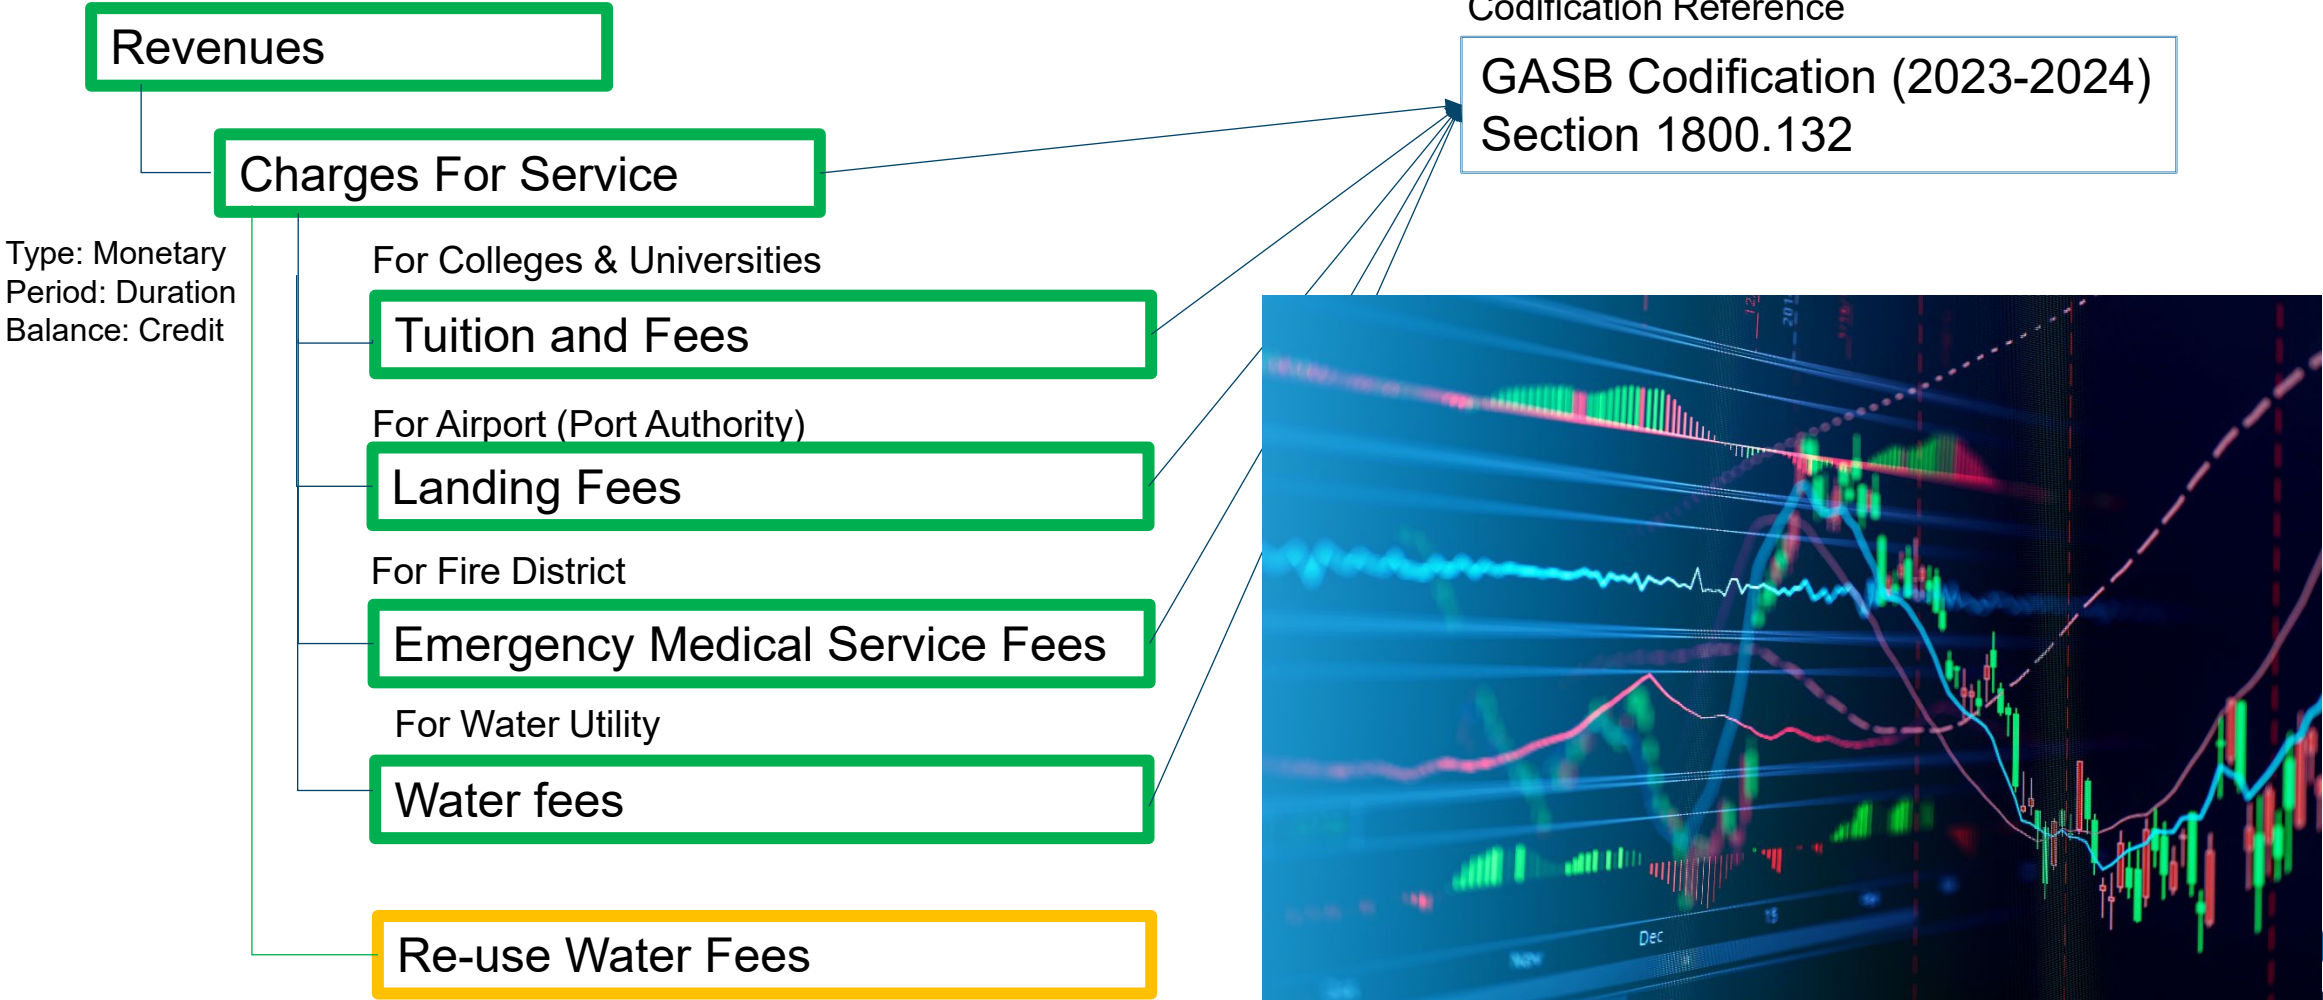 Codification Reference
Revenues
GASB Codification (2023-2024)
Section 1800.132
Charges For Service
Type: Monetary
Period: Duration
Balance: Credit
For Colleges & Universities
Tuition and Fees
For Airport (Port Authority)
Landing Fees
For Fire District
Emergency Medical Service Fees
For Water Utility
Water fees
Re-use Water Fees
Dec
15
Nov